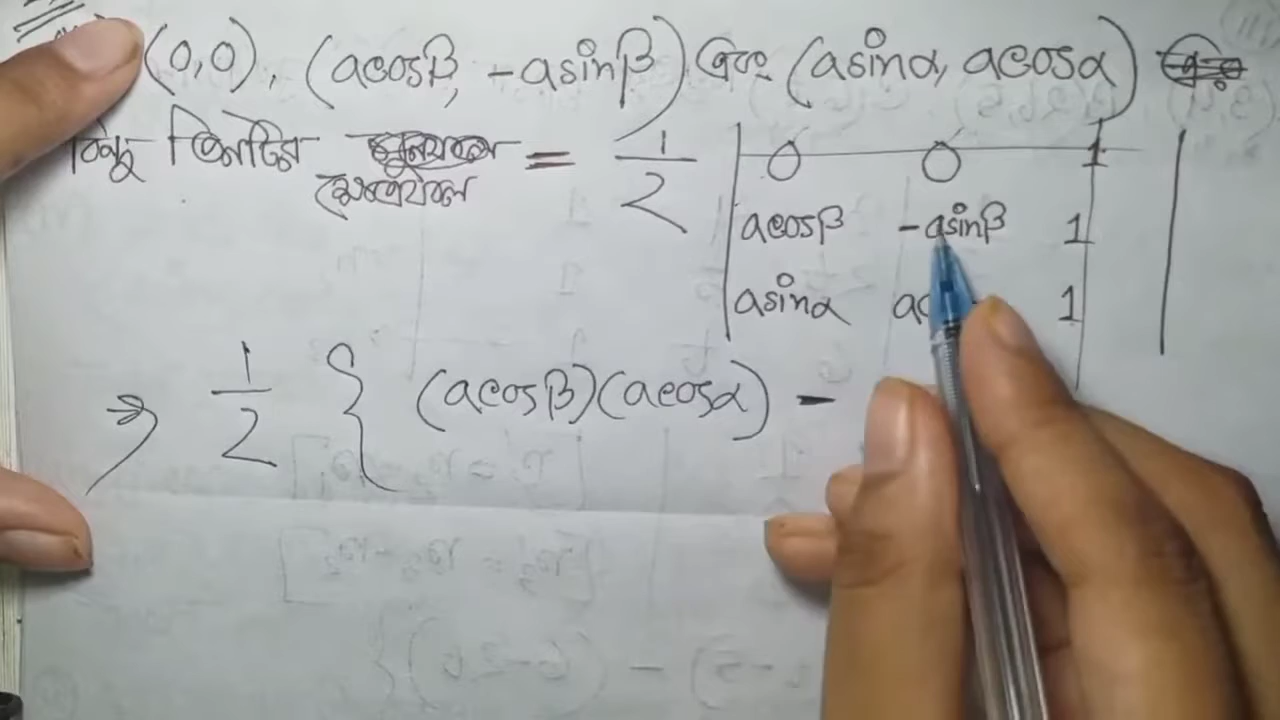 (0,0), (acosβ, -asinβ) এবং (asinα, acosα)
বিন্দু তিনটির ক্ষেত্রফল = 1/2 | 0 0 1 |
acosβ -asinβ 1
asinα a 1
⇒ 1/2 { (acosβ)(acosα) -